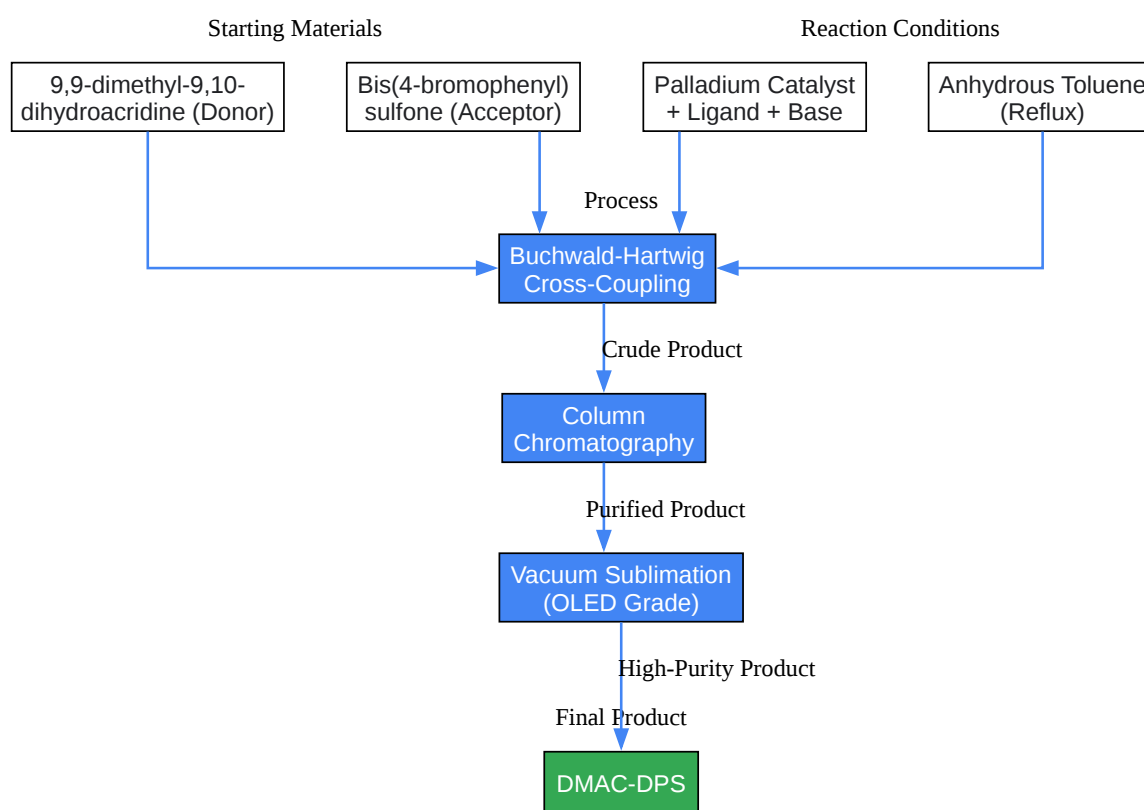 Starting Materials
Reaction Conditions
9,9-dimethyl-9,10-
dihydroacridine (Donor)
Bis(4-bromophenyl)
sulfone (Acceptor)
Palladium Catalyst
+ Ligand + Base
Anhydrous Toluene
(Reflux)
Process
Buchwald-Hartwig
Cross-Coupling
Crude Product
Column
Chromatography
Purified Product
Vacuum Sublimation
(OLED Grade)
High-Purity Product
Final Product
DMAC-DPS